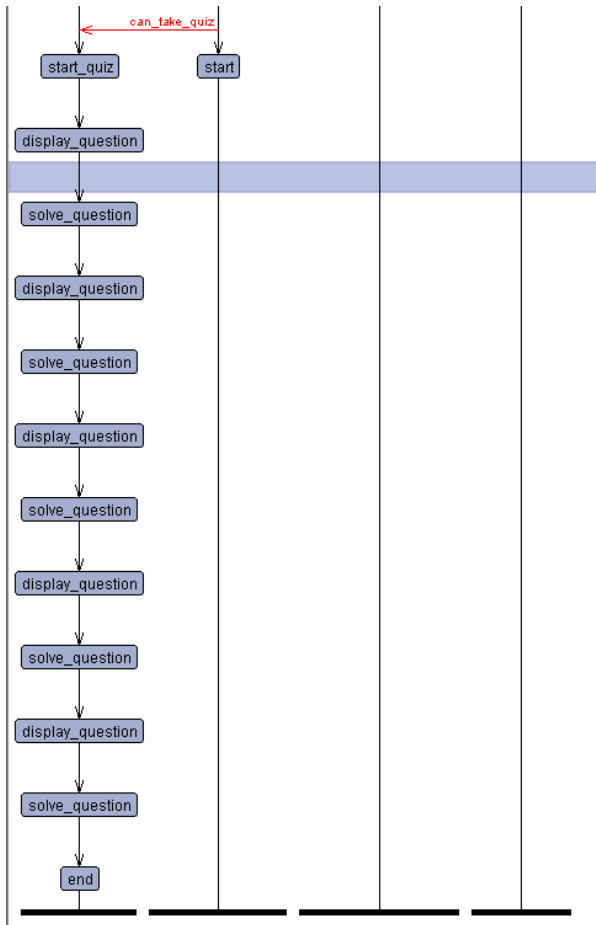 can_take_quiz
start_quiz
start
display_question
solve_question
display_question
solve_question
display_question
solve_question
display_question
solve_question
display_question
solve_question
end